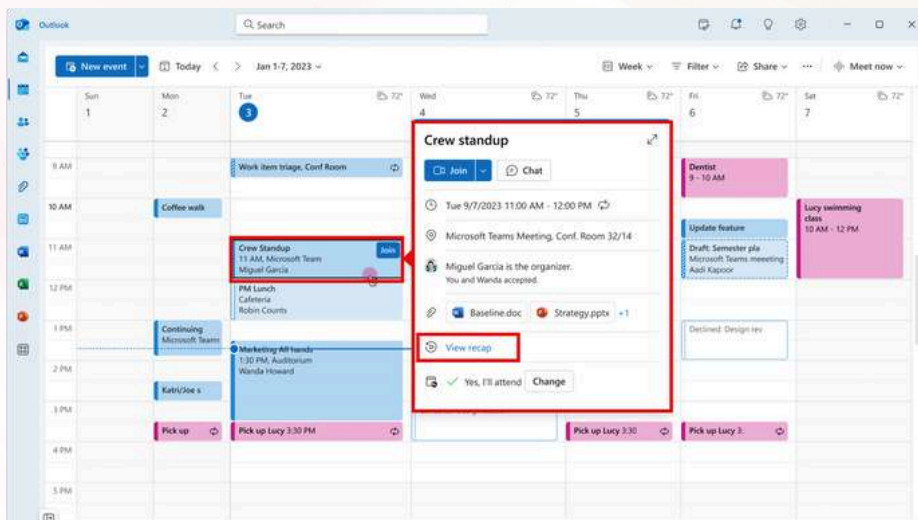 Outlook
Search
New event
Today
Jan 1-7, 2023
Week
Filter
Share
Meet now
Sun
1
Mon
2
Tue
72°
3
Wed
72°
4
Thu
72°
5
Fri
72°
6
Sat
72°
7
9 AM
10 AM
11 AM
12 PM
1 PM
2 PM
3 PM
4 PM
5 PM
Coffee walk
Continuing
Microsoft Team
Katri/Joe s
Pick up
Work item triage, Conf Room
Crew Standup
Join
11 AM, Microsoft Team
Miguel Garcia
PM Lunch
Cafeteria
Robin Counts
Marketing All hands
1:30 PM, Auditorium
Wanda Howard
Pick up Lucy 3:30 PM
Crew standup
Join
Chat
Tue 9/7/2023 11:00 AM - 12:00 PM
Microsoft Teams Meeting, Conf. Room 32/14
Miguel Garcia is the organizer.
You and Wanda accepted.
Baseline.doc Strategy.pptx +1
View recap
Yes, I'll attend Change
Pick up Lucy 3:30
Dentist
9 - 10 AM
Update feature
Draft: Semester pla
Microsoft Teams meeeting
Aadi Kapoor
Declined: Design rev
Pick up Lucy 3:
Lucy swimming
class
10 AM - 12 PM